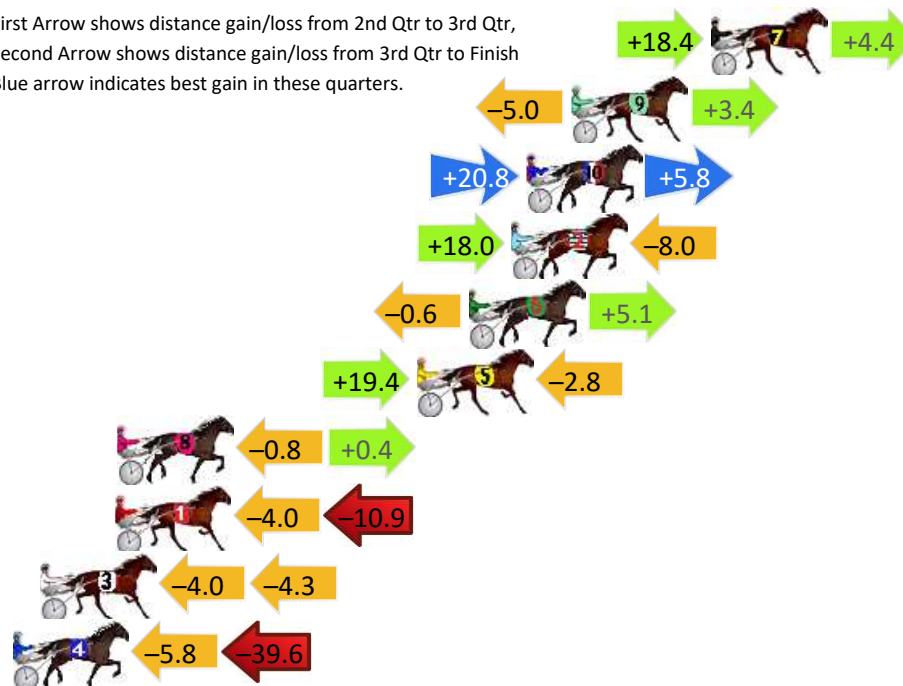 irst Arrow shows distance gain/loss from 2nd Qtr to 3rd Qtr,
econd Arrow shows distance gain/loss from 3rd Qtr to Finish
Blue arrow indicates best gain in these quarters.
+18.4 7 +4.4
–5.0 9 +3.4
+20.8 10 +5.8
+18.0 2 –8.0
–0.6 6 +5.1
+19.4 5 –2.8
8 –0.8 +0.4
1 –4.0 –10.9
3 –4.0 –4.3
4 –5.8 –39.6